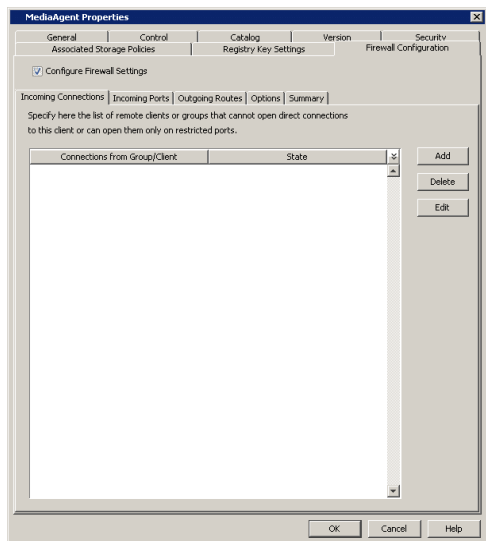 MediaAgent Properties
General Control Catalog Version Security
Associated Storage Policies Registry Key Settings Firewall Configuration
Configure Firewall Settings
Incoming Connections Incoming Ports Outgoing Routes Options Summary
Specify here the list of remote clients or groups that cannot open direct connections
to this client or can open them only on restricted ports.
Connections from Group/Client State Add
Delete
Edit
OK Cancel Help